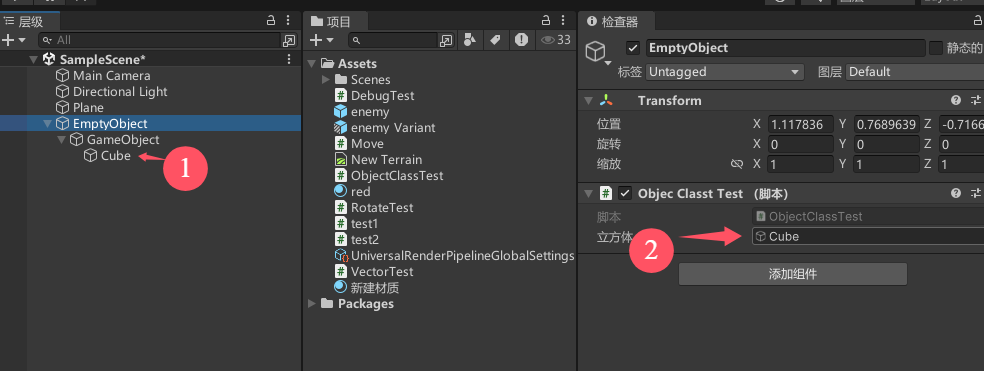 层级
All
SampleScene*
Main Camera
Directional Light
Plane
EmptyObject
GameObject
Cube
1
项目
33
Assets
Scenes
DebugTest
enemy
enemy Variant
Move
New Terrain
ObjectClassTest
red
RotateTest
test1
test2
UniversalRenderPipelineGlobalSettings
VectorTest
新建材质
Packages
检查器
EmptyObject
静态的
标签 Untagged 图层 Default
Transform
位置 X 1.117836 Y 0.7689639 Z -0.7166
旋转 X 0 Y 0 Z 0
缩放 X 1 Y 1 Z 1
Objec Classt Test （脚本）
脚本 ObjectClassTest
立方体 Cube
2
添加组件